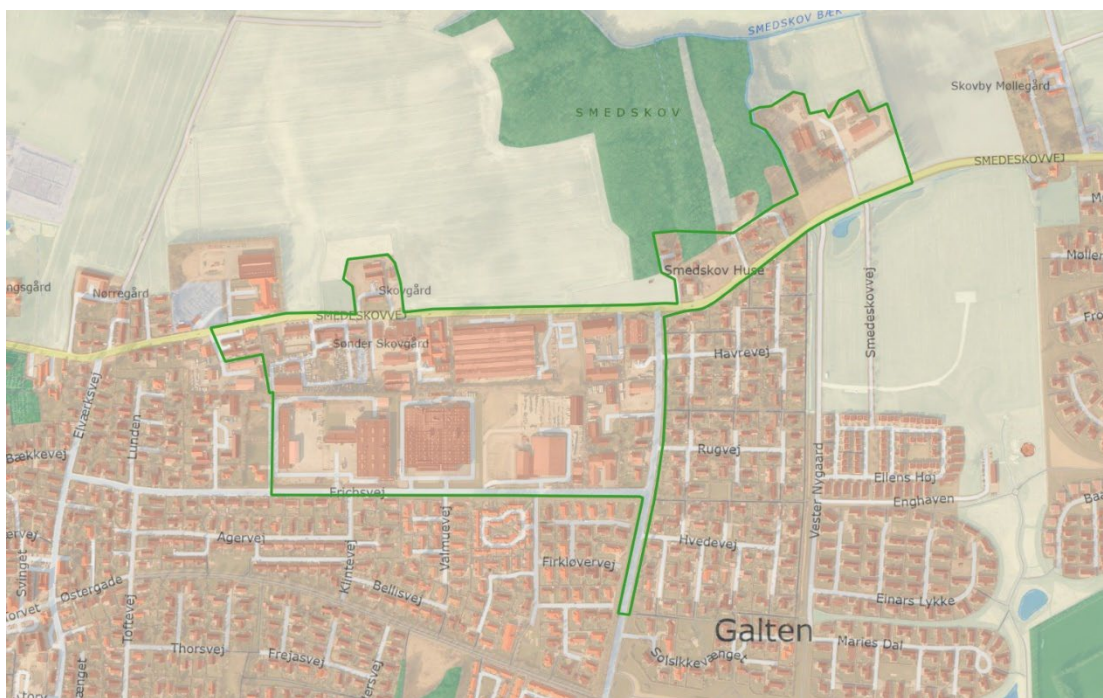 SMEDSKOV BÆK
SMEDSKOV
Skovby Møllegård
SMEDESKOVVEJ
Nørregård
Skovgård
Smedskov Huse
SMEDESKOVVEJ
Sønder Skovgård
Smedeskovvej
Havrevej
Elværksvej
Lunden
Bækkevej
Rugvej
Vester Nygaard
Ellens Høj
Enghaven
Erichsvej
Valmuevej
Agervej
Klintevej
Hvedevej
Firkløvervej
Svinget
Østergade
Bellisvej
Einars Lykke
Toftevej
Galten
Maries Dal
Thorsvej
Frejasvej
Solsikkevænget